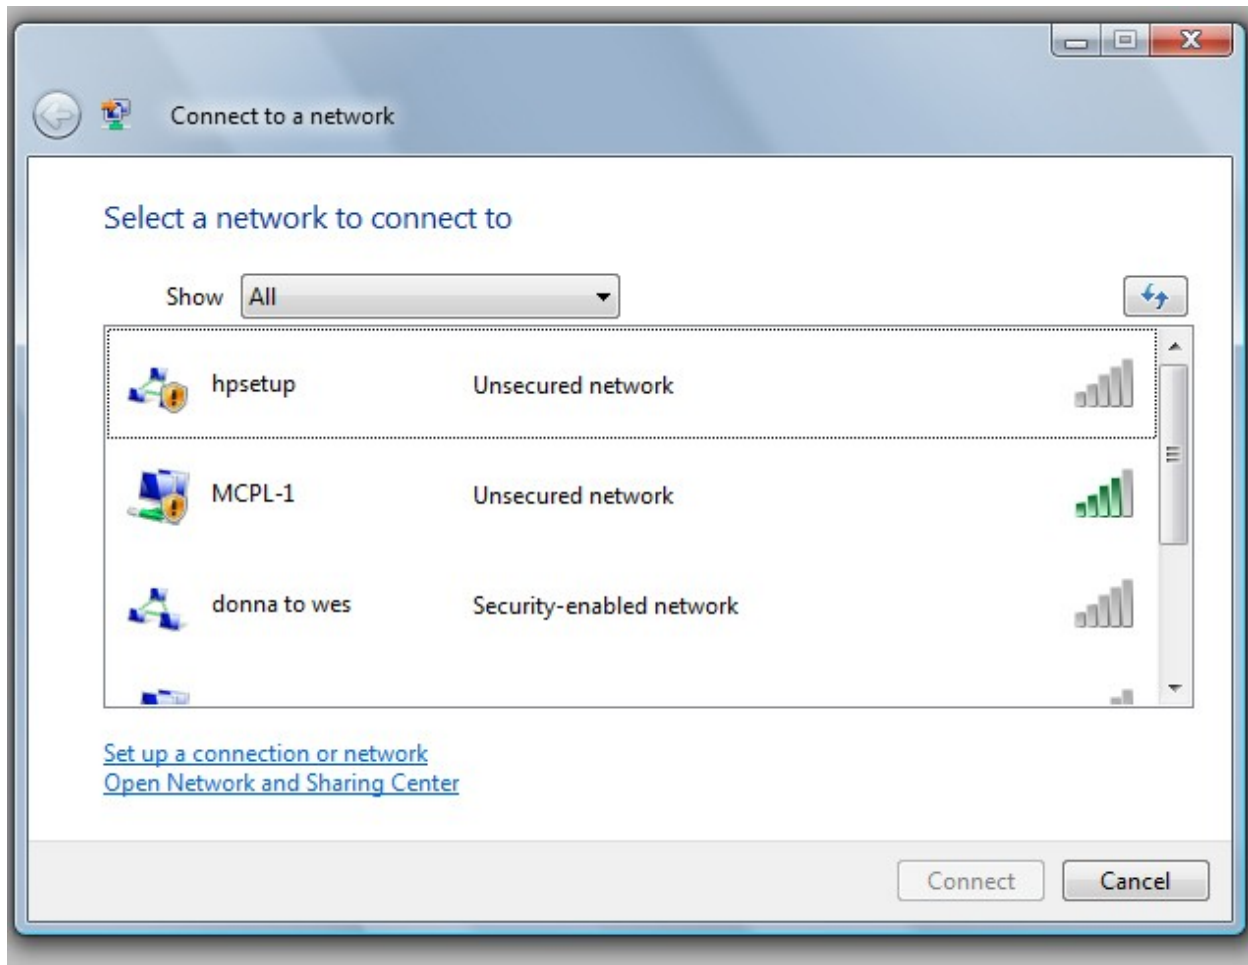 Connect to a network
Select a network to connect to
Show All
hpsetup Unsecured network
MCPL-1 Unsecured network
donna to wes Security-enabled network
Set up a connection or network
Open Network and Sharing Center
Connect Cancel